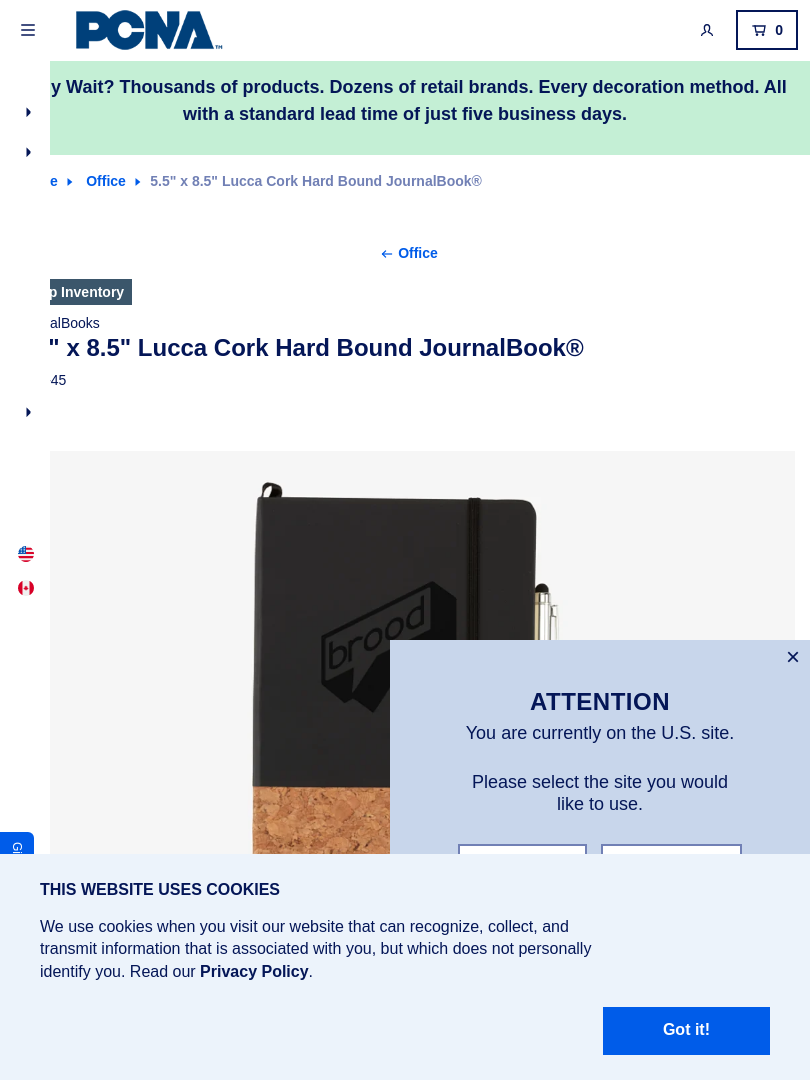 PCNA
0
y Wait? Thousands of products. Dozens of retail brands. Every decoration method. All
with a standard lead time of just five business days.
e Office 5.5" x 8.5" Lucca Cork Hard Bound JournalBook®
Office
p Inventory
alBooks
" x 8.5" Lucca Cork Hard Bound JournalBook®
45
brood
ATTENTION
You are currently on the U.S. site.
Please select the site you would
like to use.
THIS WEBSITE USES COOKIES
We use cookies when you visit our website that can recognize, collect, and
transmit information that is associated with you, but which does not personally
identify you. Read our Privacy Policy.
Got it!